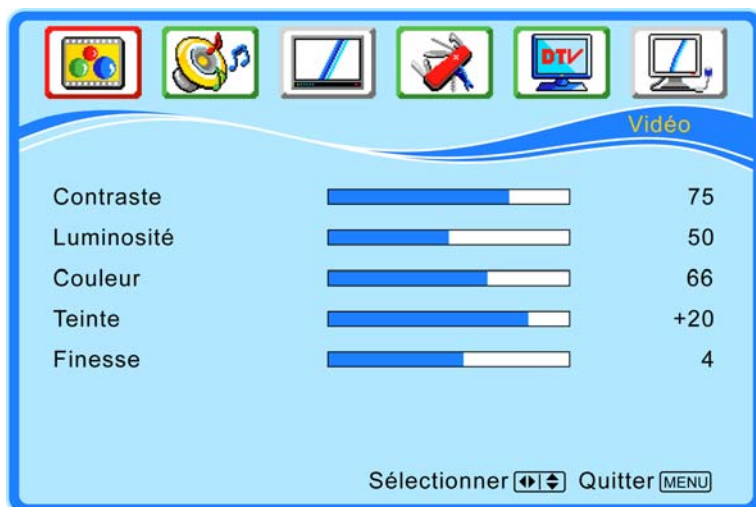 DTV
Vidéo
Contraste 75
Luminosité 50
Couleur 66
Teinte +20
Finesse 4
Sélectionner Quitter MENU